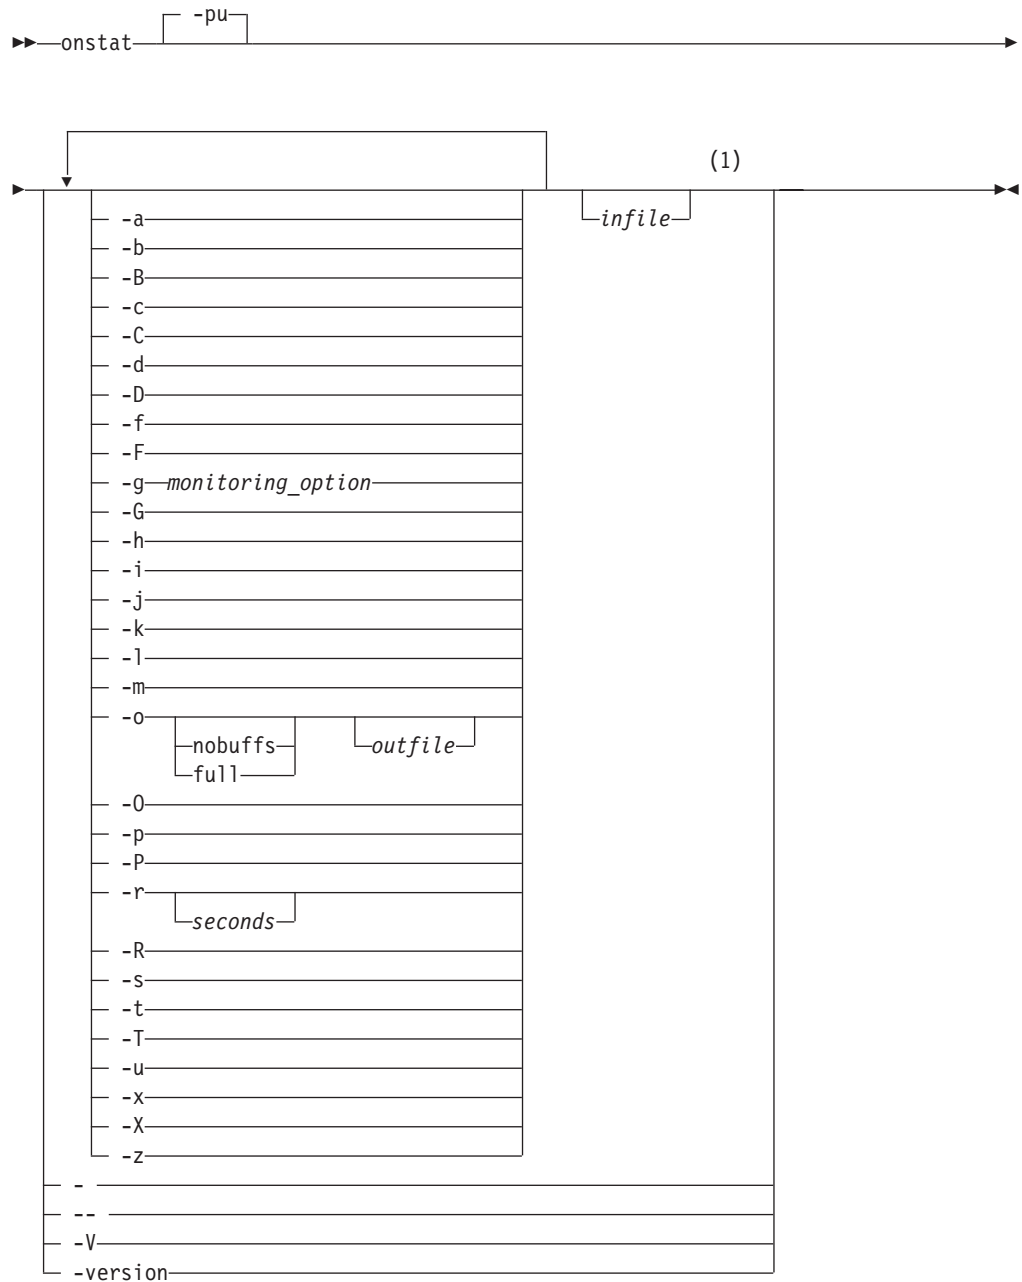 -pu
onstat
(1)
infile
-a
-b
-B
-c
-C
-d
-D
-f
-F
-g monitoring_option
-G
-h
-i
-j
-k
-l
-m
-o
nobuffs
outfile
full
-O
-p
-P
-r
seconds
-R
-s
-t
-T
-u
-x
-X
-z
-
--
-V
-version